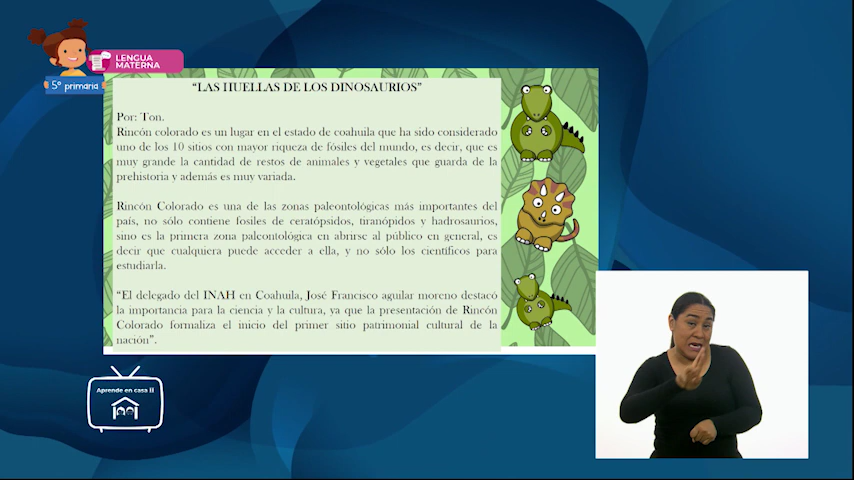 LENGUA
MATERNA
5° primaria
“LAS HUELLAS DE LOS DINOSAURIOS”
Por: Ton.
Rincón colorado es un lugar en el estado de coahuila que ha sido considerado
uno de los 10 sitios con mayor riqueza de fósiles del mundo, es decir, que es
muy grande la cantidad de restos de animales y vegetales que guarda de la
prehistoria y además es muy variada.
Rincón Colorado es una de las zonas paleontológicas más importantes del
país, no sólo contiene fosiles de ceratópsidos, tiranópidos y hadrosaurios,
sino es la primera zona paleontológica en abrirse al público en general, es
decir que cualquiera puede acceder a ella, y no sólo los científicos para
estudiarla.
“El delegado del INAH en Coahuila, José Francisco aguilar moreno destacó
la importancia para la ciencia y la cultura, ya que la presentación de Rincón
Colorado formaliza el inicio del primer sitio patrimonial cultural de la
nación”.
Aprende en casa II